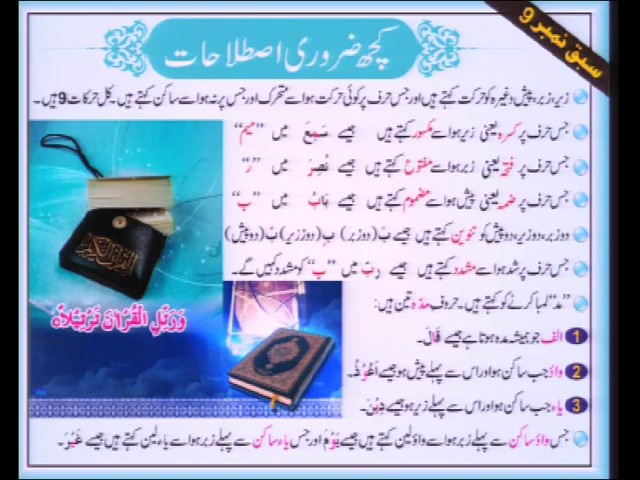 سبق نمبر 9
کچھ ضروری اصطلاحات
زیر، زبر، پیش وغیرہ کو حرکت کہتے ہیں اور جس حرف پر کوئی حرکت ہو اسے متحرک اور جس پر نہ ہو اسے ساکن کہتے ہیں۔ کل حرکات 9 ہیں۔
جس حرف پر کسرہ یعنی زیر ہو اسے مکسور کہتے ہیں جیسے سَمِعَ میں "میم"
جس حرف پر فتحہ یعنی زبر ہو اسے مفتوح کہتے ہیں جیسے نُصِرَ میں "ر"
جس حرف پر ضمہ یعنی پیش ہو اسے مضموم کہتے ہیں جیسے بَابُ میں "ب"
دو زبر، دو زیر، دو پیش کو تنوین کہتے ہیں جیسے بً (دو زبر) بٍ (دو زیر) بٌ (دو پیش)
جس حرف پر شد ہو اسے مشدد کہتے ہیں جیسے رَبِّ میں "ب" کو مشدد کہیں گے۔
"مد" لمبا کرنے کو کہتے ہیں۔ حروف مدّہ تین ہیں:
وَرَتِّلِ الْقُرْاٰنَ تَرْتِیْلًا
1 الف جو ہمیشہ مدہ ہوتا ہے جیسے قَالَ۔
2 واؤ جب ساکن ہو اور اس سے پہلے پیش ہو جیسے اَعُوْذُ۔
3 یاء جب ساکن ہو اور اس سے پہلے زیر ہو جیسے دِیْنِ۔
جس واؤ ساکن سے پہلے زبر ہو اسے واؤ لین کہتے ہیں جیسے یَوْمَ اور جس یاء ساکن سے پہلے زبر ہو اسے یاء لین کہتے ہیں جیسے غَیْرَ۔